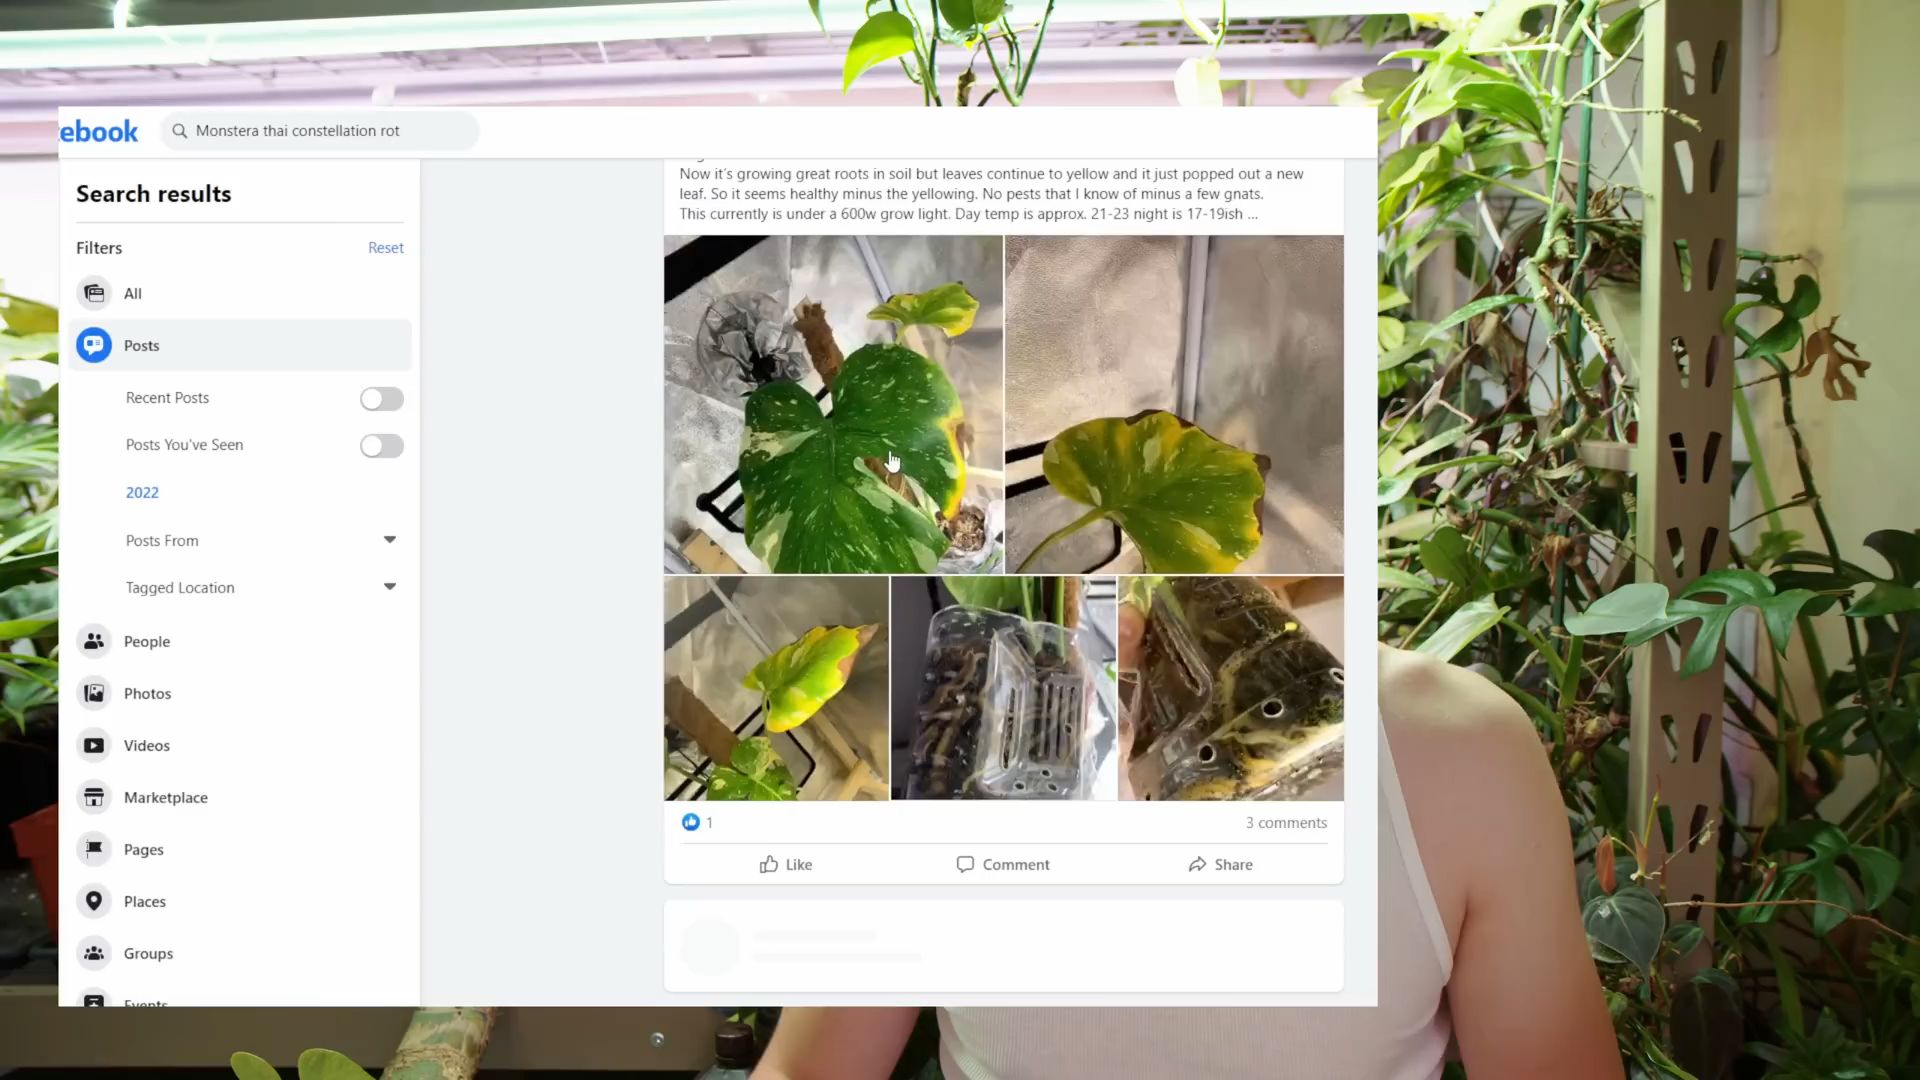 ebook
Monstera thai constellation rot
Search results
Filters
Reset
All
Posts
Recent Posts
Posts You've Seen
2022
Posts From
Tagged Location
People
Photos
Videos
Marketplace
Pages
Places
Groups
Events
Now it's growing great roots in soil but leaves continue to yellow and it just popped out a new
leaf. So it seems healthy minus the yellowing. No pests that I know of minus a few gnats.
This currently is under a 600w grow light. Day temp is approx. 21-23 night is 17-19ish ...
1
3 comments
Like
Comment
Share